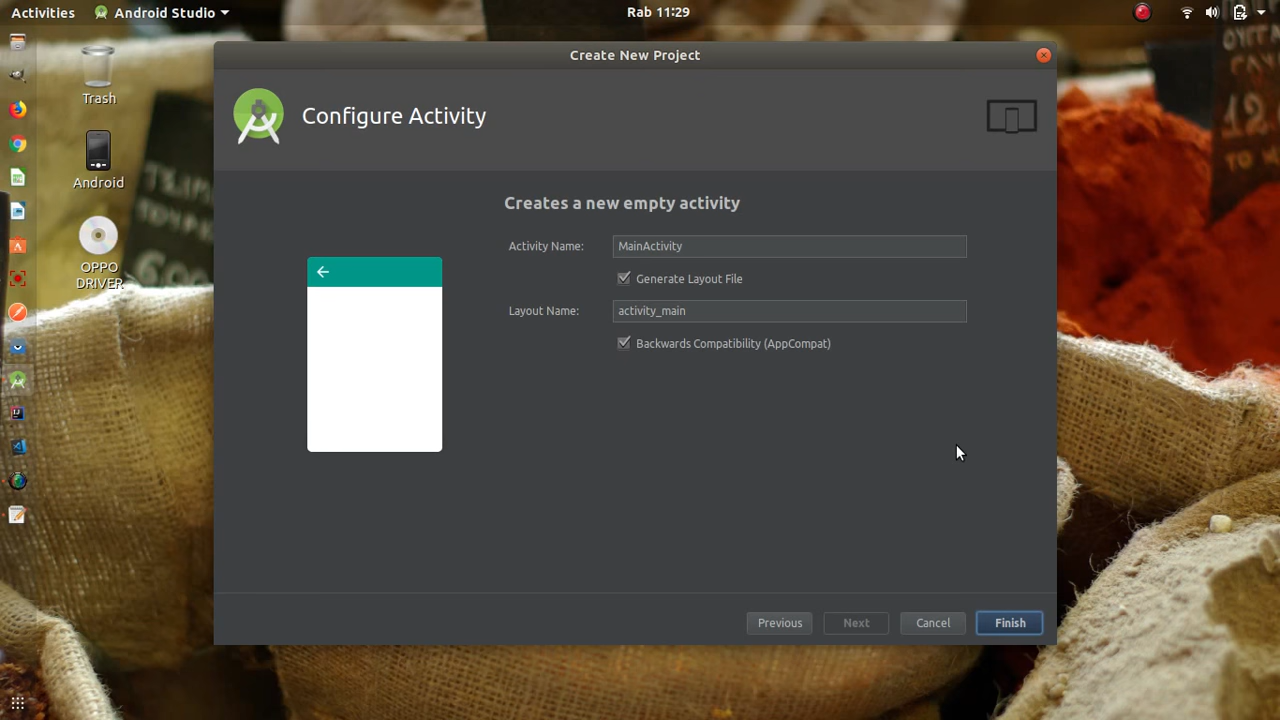 Activities
Android Studio
Rab 11:29
Trash
Android
OPPO
DRIVER
Create New Project
Configure Activity
Creates a new empty activity
Activity Name:
MainActivity
Generate Layout File
Layout Name:
activity_main
Backwards Compatibility (AppCompat)
Previous
Next
Cancel
Finish